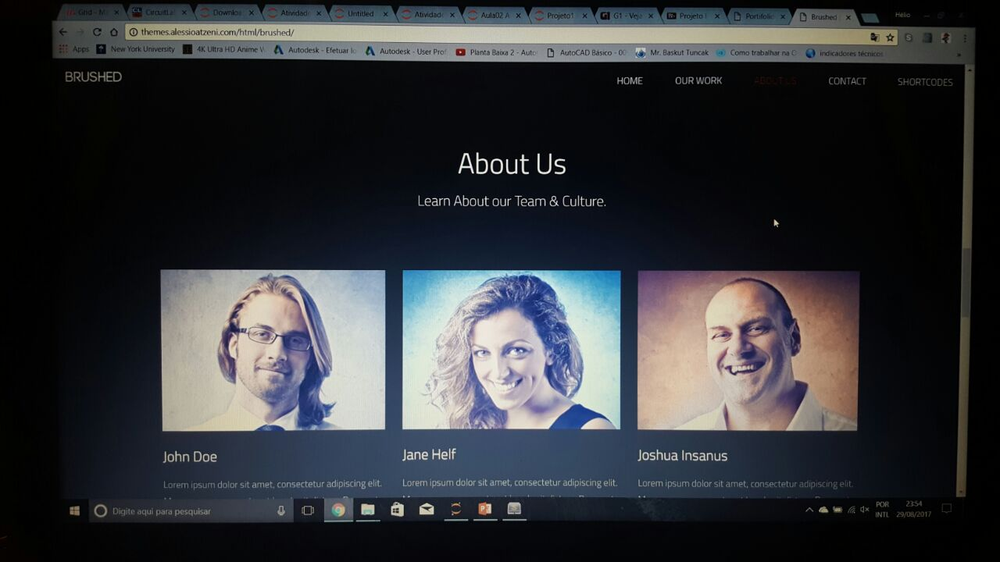 Grid - M
CircuitLa
Downloa
Atividad
Untitled
Atividad
Aula02 A
Projeto1
G1 - Veja
Projeto
Portifolio
Brushed
Hélio
themes.alessioatzeni.com/html/brushed/
Apps
New York University
4K Ultra HD Anime W
Autodesk - Efetuar lo
Autodesk - User Prof
Planta Baixa 2 - Auto
AutoCAD Básico - 00
Mr. Baskut Tuncak
Como trabalhar na C
indicadores técnicos
»
BRUSHED
HOME
OUR WORK
ABOUT US
CONTACT
SHORTCODES
About Us
Learn About our Team & Culture.
John Doe
Jane Helf
Joshua Insanus
Lorem ipsum dolor sit amet, consectetur adipiscing elit.
Lorem ipsum dolor sit amet, consectetur adipiscing elit.
Lorem ipsum dolor sit amet, consectetur adipiscing elit.
Digite aqui para pesquisar
POR
INTL
23:54
29/08/2017